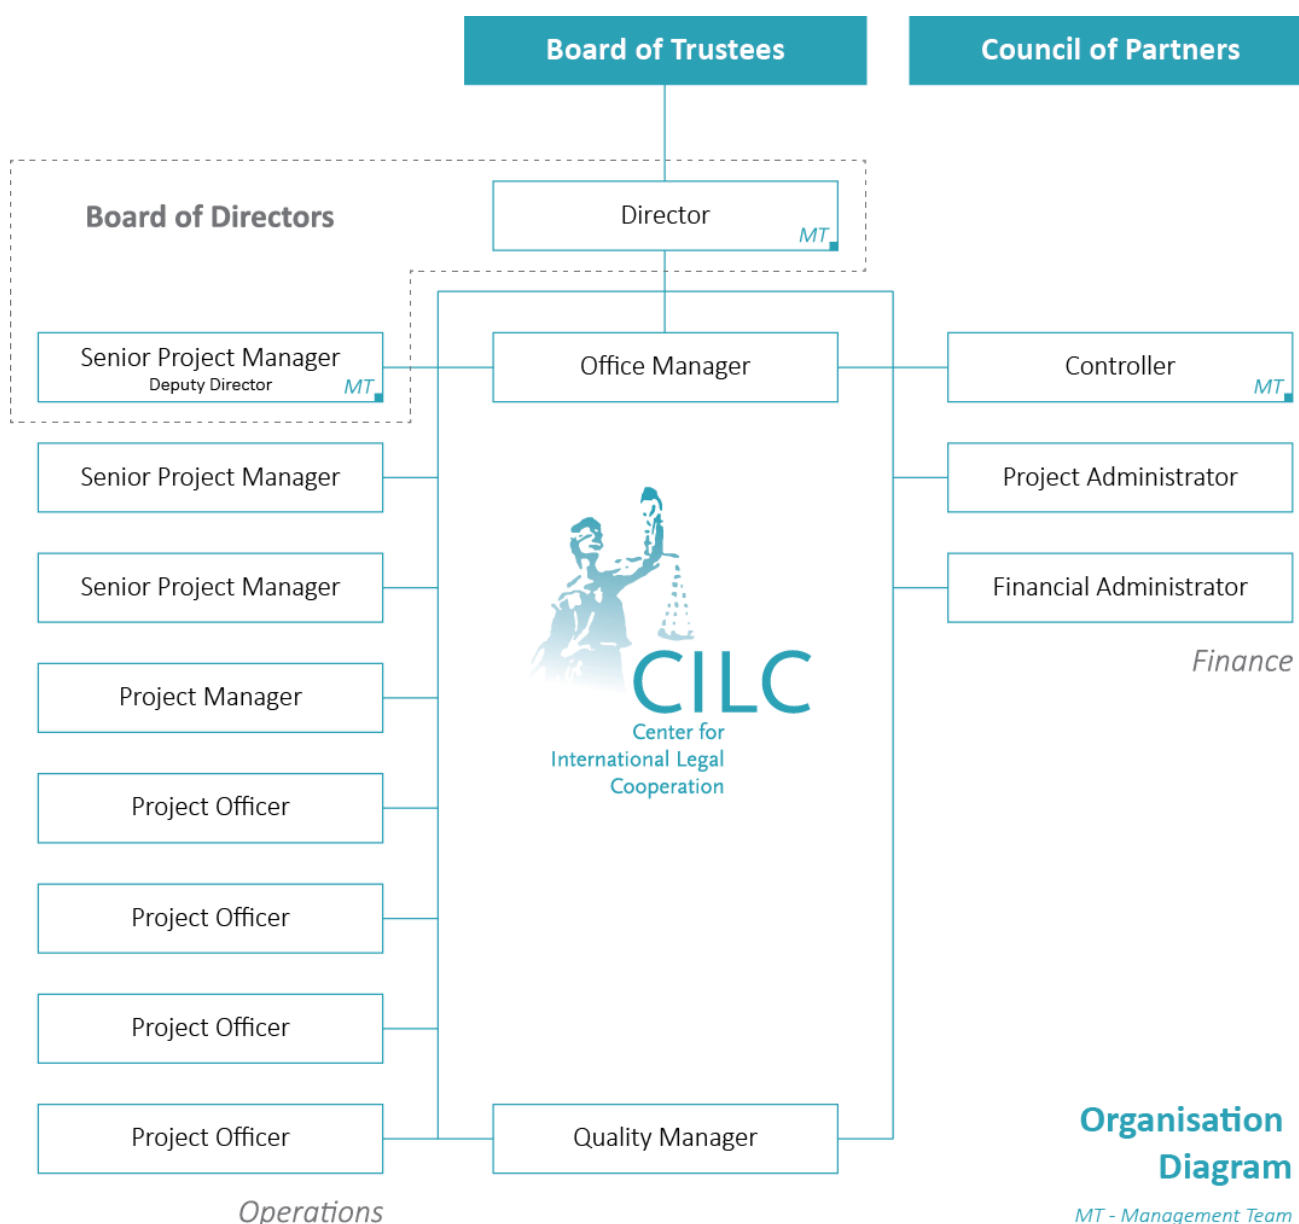 Board of Trustees
Council of Partners
Board of Directors
Director
MT
Senior Project Manager
Deputy Director
MT
Office Manager
Controller
MT
Senior Project Manager
Project Administrator
Senior Project Manager
Financial Administrator
Finance
Project Manager
CILC
Center for
International Legal
Cooperation
Project Officer
Project Officer
Project Officer
Project Officer
Quality Manager
Operations
Organisation
Diagram
MT - Management Team